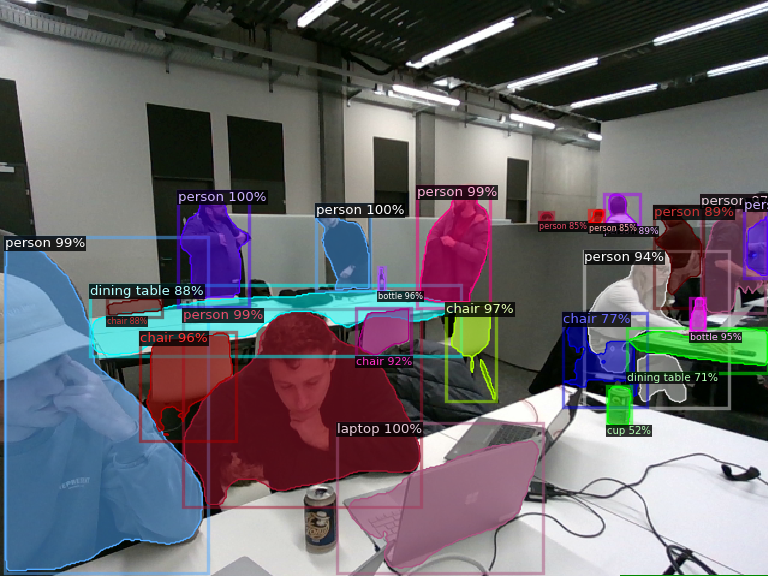 person 100%
person 100%
person 99%
person 85%
person 85%
89%
person 89%
person 99%
person 94%
dining table 88%
bottle 96%
chair 88%
person 99%
chair 97%
chair 77%
chair 96%
bottle 95%
chair 92%
dining table 71%
laptop 100%
cup 52%